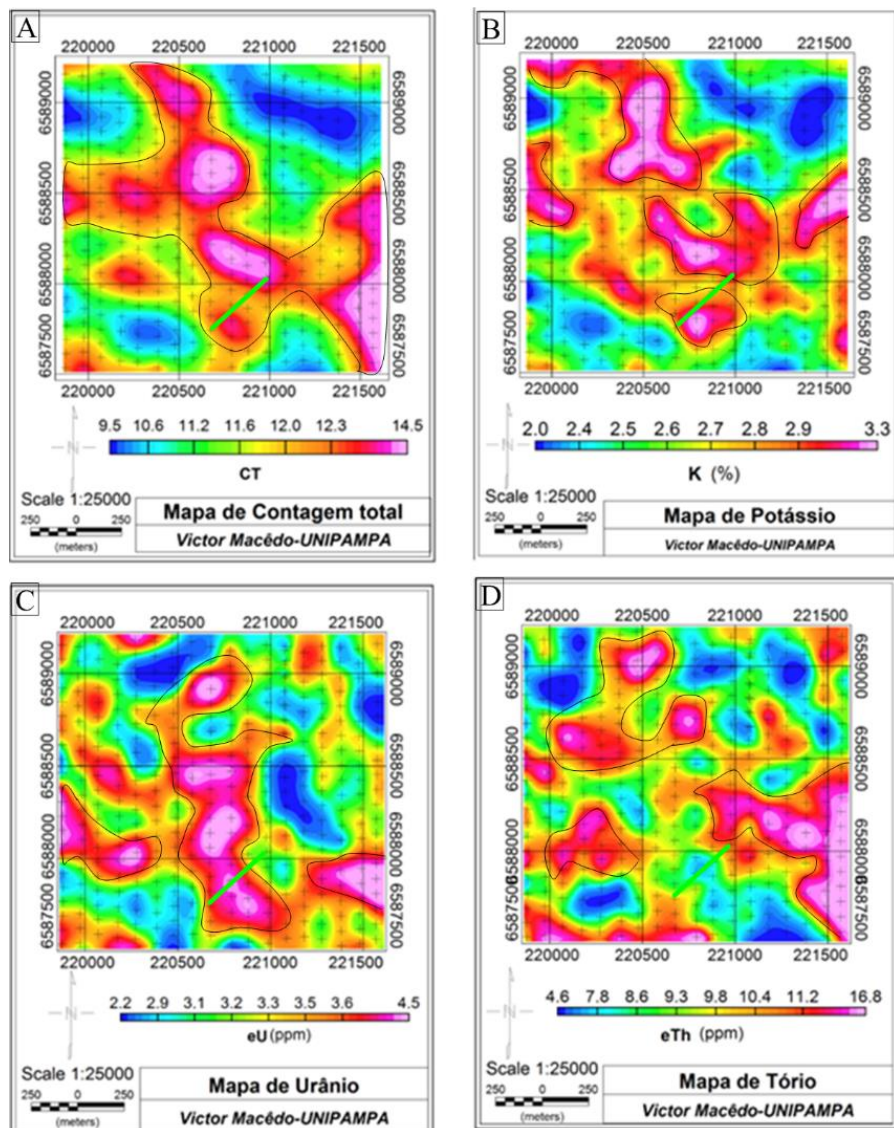 A
220000 220500 221000 221500
6589000 6589000
6588500 6588500
6588000 6588000
6587500 6587500
220000 220500 221000 221500
9.5 10.6 11.2 11.6 12.0 12.3 14.5
CT
N
Scale 1:25000
250 0 250
(meters)
Mapa de Contagem total
Victor Macêdo-UNIPAMPA
B
220000 220500 221000 221500
6589000 6589000
6588500 6588500
6588000 6588000
6587500 6587500
220000 220500 221000 221500
2.0 2.4 2.6 2.7 2.8 2.9 3.3
K (%)
N
Scale 1:25000
250 0 250
(meters)
Mapa de Potássio
Victor Macêdo-UNIPAMPA
C
220000 220500 221000 221500
6589000 6589000
6588500 6588500
6588000 6588000
6587500 6587500
220000 220500 221000 221500
2.2 2.9 3.1 3.2 3.3 3.5 3.6 4.5
eU (ppm)
N
Scale 1:25000
250 0 250
(meters)
Mapa de Urânio
Victor Macêdo-UNIPAMPA
D
220000 220500 221000 221500
6589000 6589000
6588500 6588500
6588000 6588000
6587500 6587500
220000 220500 221000 221500
4.6 7.8 8.6 9.3 9.8 10.4 11.2 16.8
eTh (ppm)
N
Scale 1:25000
250 0 250
(meters)
Mapa de Tório
Victor Macêdo-UNIPAMPA